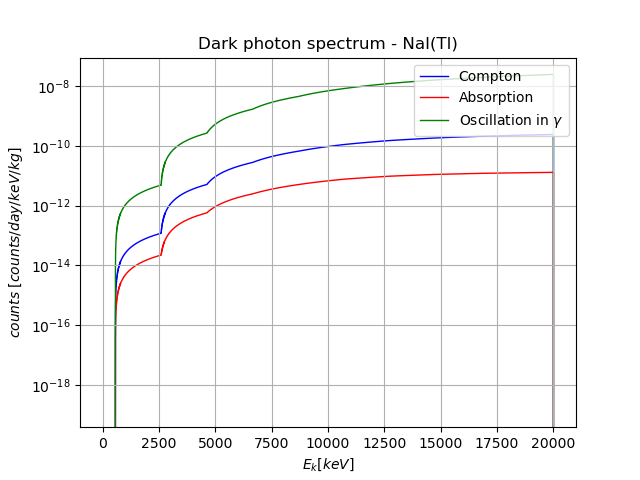 Dark photon spectrum - NaI(Tl)
Compton
Absorption
Oscillation in γ
counts [counts/day/keV/kg]
10⁻⁸
10⁻¹⁰
10⁻¹²
10⁻¹⁴
10⁻¹⁶
10⁻¹⁸
0 2500 5000 7500 10000 12500 15000 17500 20000
E_k[keV]